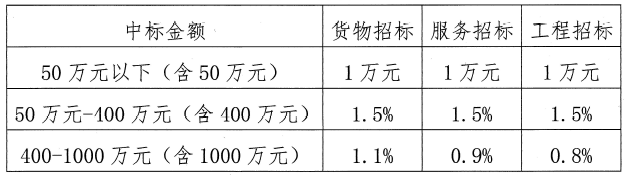 中标金额 货物招标 服务招标 工程招标
50万元以下（含50万元） 1万元 1万元 1万元
50万元-400万元（含400万元） 1.5% 1.5% 1.5%
400-1000万元（含1000万元） 1.1% 0.9% 0.8%